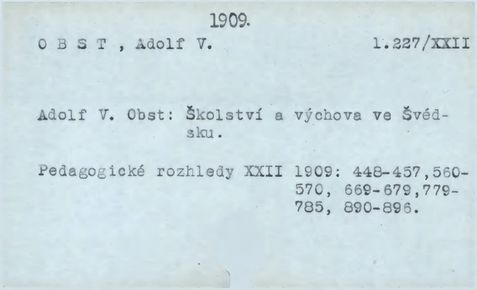 1909.
O B S T , Adolf V. 1.227/XXII
Adolf V. Obst: Školství a výchova ve Švéd-
sku.
Pedagogické rozhledy XXII 1909: 448-457,560-
570, 669-679,779-
785, 890-896.